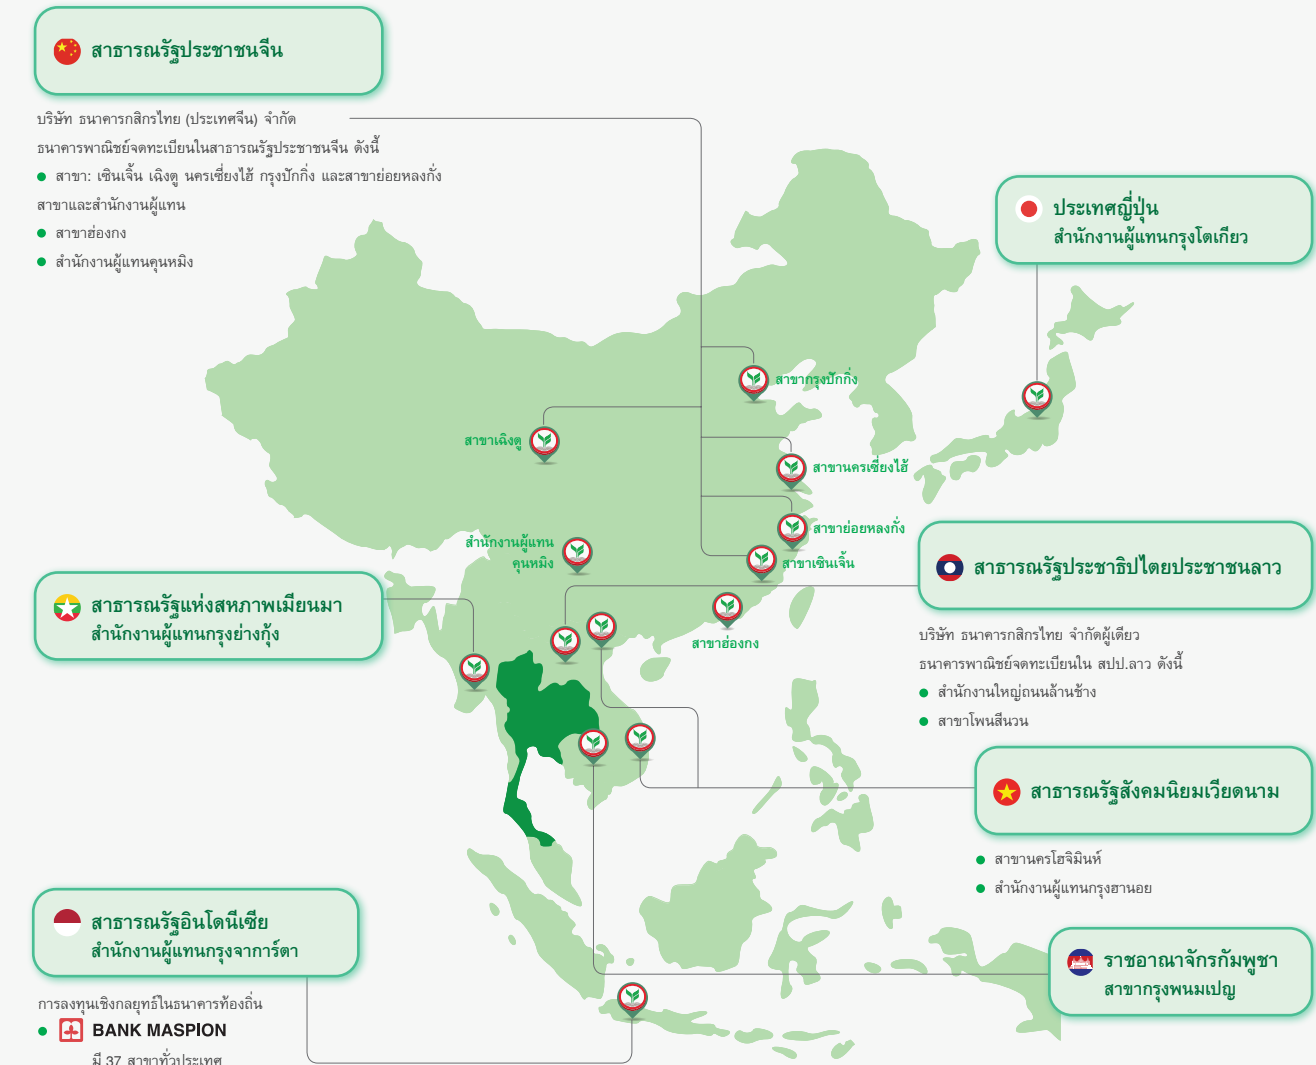 สาธารณรัฐประชาชนจีน
บริษัท ธนาคารกสิกรไทย (ประเทศจีน) จำกัด
ธนาคารพาณิชย์จดทะเบียนในสาธารณรัฐประชาชนจีน ดังนี้
สาขา: เซินเจิ้น เฉิงตู นครเซี่ยงไฮ้ กรุงปักกิ่ง และสาขาย่อยหลงกั่ง
สาขาและสำนักงานผู้แทน
สาขาฮ่องกง
สำนักงานผู้แทนคุนหมิง
ประเทศญี่ปุ่น
สำนักงานผู้แทนกรุงโตเกียว
สาขากรุงปักกิ่ง
สาขาเฉิงตู
สาขานครเซี่ยงไฮ้
สาขาย่อยหลงกั่ง
สำนักงานผู้แทน
คุนหมิง
สาขาเซินเจิ้น
สาขาฮ่องกง
สาธารณรัฐแห่งสหภาพเมียนมา
สำนักงานผู้แทนกรุงย่างกุ้ง
สาธารณรัฐประชาธิปไตยประชาชนลาว
บริษัท ธนาคารกสิกรไทย จำกัดผู้เดียว
ธนาคารพาณิชย์จดทะเบียนใน สปป.ลาว ดังนี้
สำนักงานใหญ่ถนนล้านช้าง
สาขาโพนสีนวน
สาธารณรัฐสังคมนิยมเวียดนาม
สาขานครโฮจิมินห์
สำนักงานผู้แทนกรุงฮานอย
สาธารณรัฐอินโดนีเซีย
สำนักงานผู้แทนกรุงจาการ์ตา
การลงทุนเชิงกลยุทธ์ในธนาคารท้องถิ่น
BANK MASPION
มี 37 สาขาทั่วประเทศ
ราชอาณาจักรกัมพูชา
สาขากรุงพนมเปญ